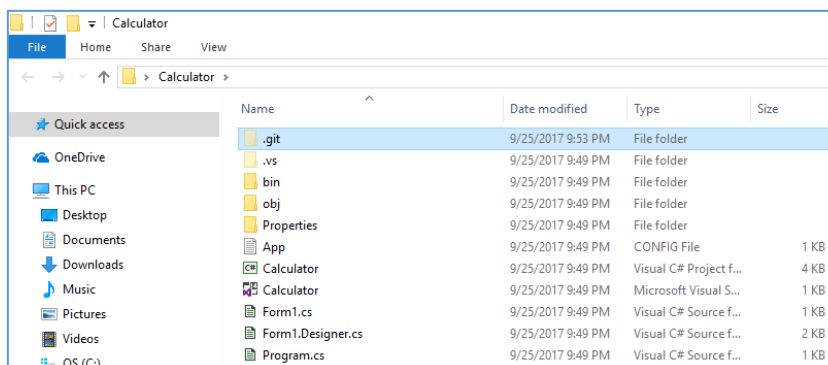 Calculator
File Home Share View
Calculator
Name Date modified Type Size
Quick access
OneDrive
This PC
Desktop
Documents
Downloads
Music
Pictures
Videos
OS (C:)
.git 9/25/2017 9:53 PM File folder
.vs 9/25/2017 9:49 PM File folder
bin 9/25/2017 9:49 PM File folder
obj 9/25/2017 9:49 PM File folder
Properties 9/25/2017 9:49 PM File folder
App 9/25/2017 9:49 PM CONFIG File 1 KB
C# Calculator 9/25/2017 9:49 PM Visual C# Project f... 4 KB
Calculator 9/25/2017 9:49 PM Microsoft Visual S... 1 KB
Form1.cs 9/25/2017 9:49 PM Visual C# Source f... 1 KB
Form1.Designer.cs 9/25/2017 9:49 PM Visual C# Source f... 2 KB
Program.cs 9/25/2017 9:49 PM Visual C# Source f... 1 KB